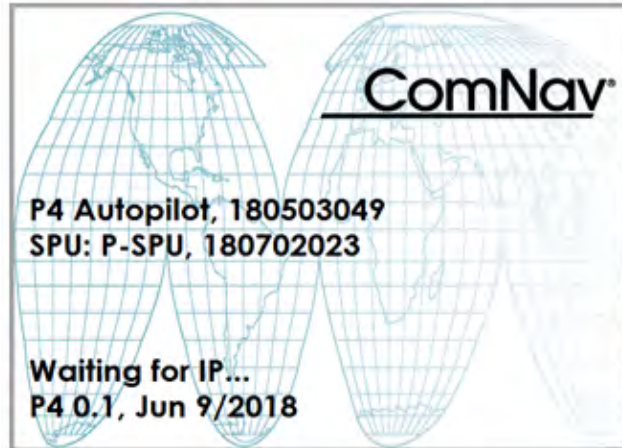 ComNav®
P4 Autopilot, 180503049
SPU: P-SPU, 180702023
Waiting for IP...
P4 0.1, Jun 9/2018